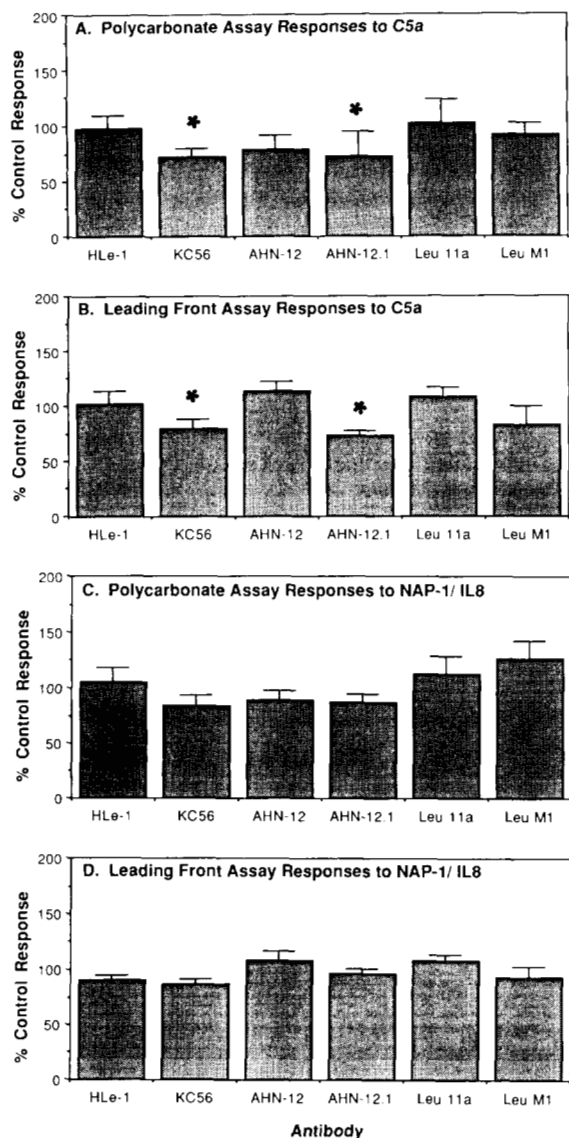 A. Polycarbonate Assay Responses to C5a
% Control Response
200
150
100
50
0
*
*
HLe-1 KC56 AHN-12 AHN-12.1 Leu 11a Leu M1
B. Leading Front Assay Responses to C5a
% Control Response
200
150
100
50
0
*
*
HLe-1 KC56 AHN-12 AHN-12.1 Leu 11a Leu M1
C. Polycarbonate Assay Responses to NAP-1/ IL8
% Control Response
200
150
100
50
0
HLe-1 KC56 AHN-12 AHN-12.1 Leu 11a Leu M1
D. Leading Front Assay Responses to NAP-1/ IL8
% Control Response
200
150
100
50
0
HLe-1 KC56 AHN-12 AHN-12.1 Leu 11a Leu M1
Antibody